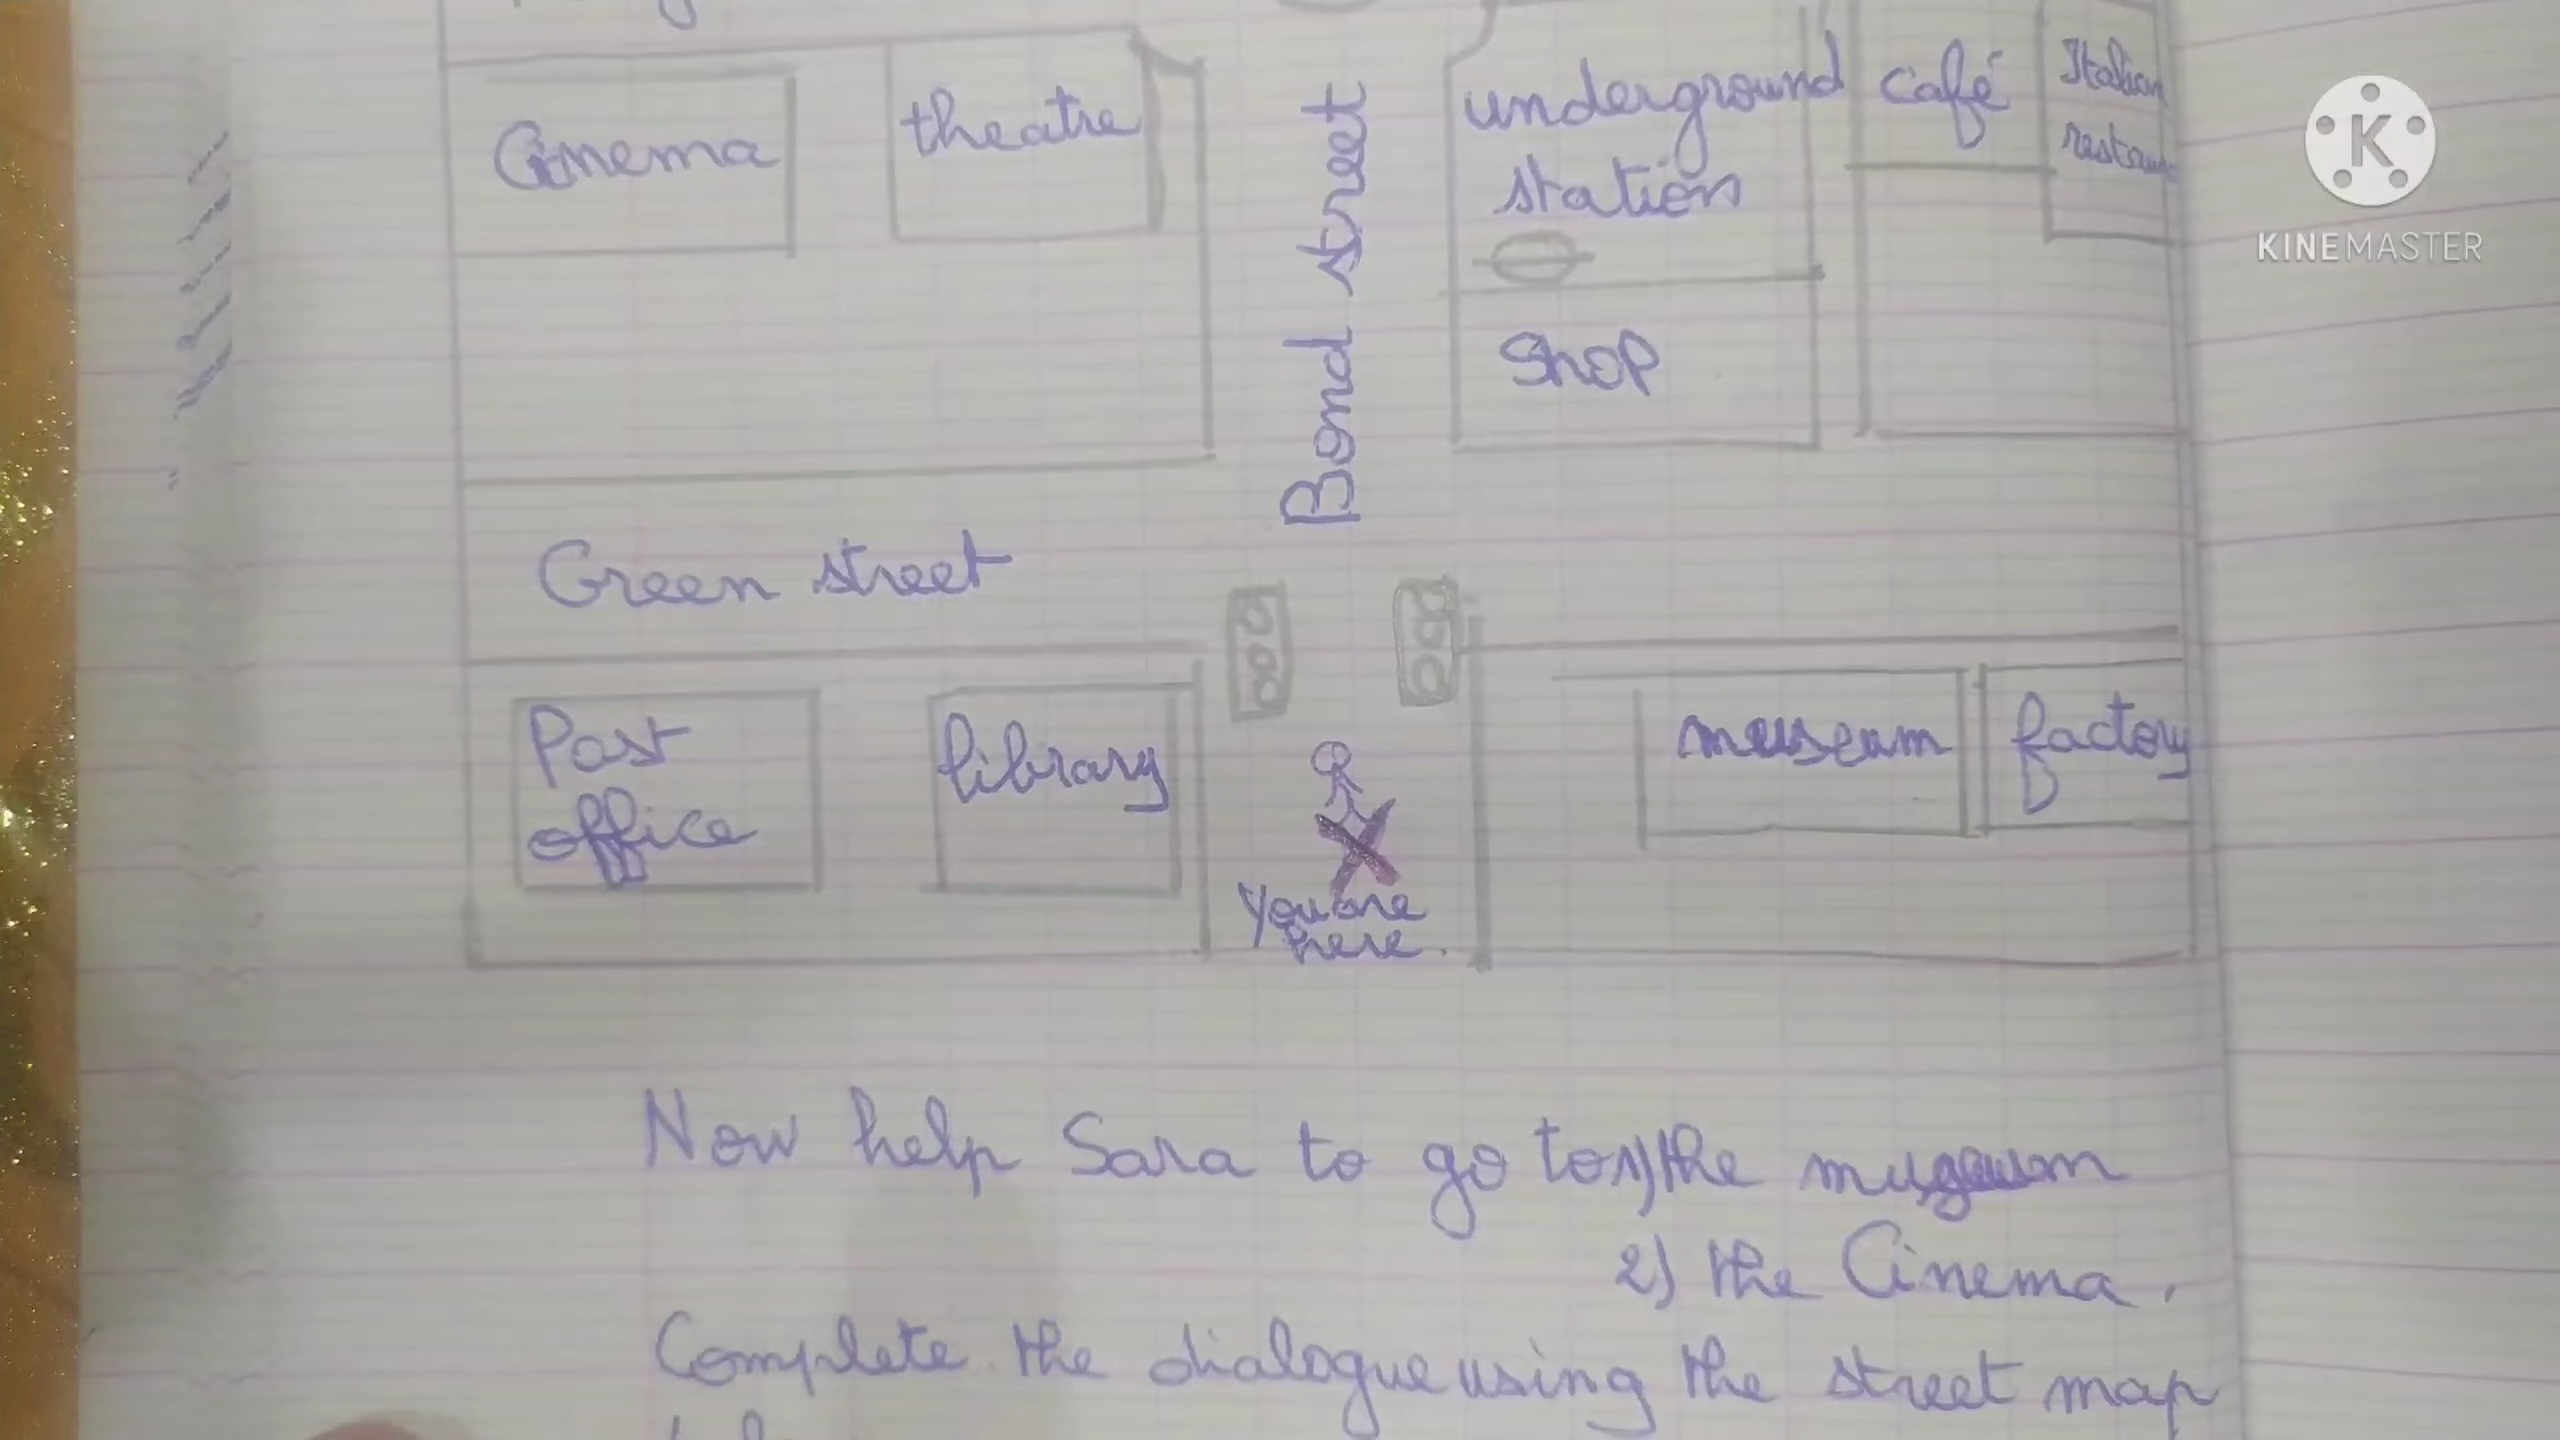 Cinema
theatre
Bond street
underground
station
café
Italian
KINEMASTER
Shop
Green street
Post
office
library
museum
factory
You are
here.
Now help Sara to go to 1) the museum
2) the Cinema.
Complete the dialogue using the street map